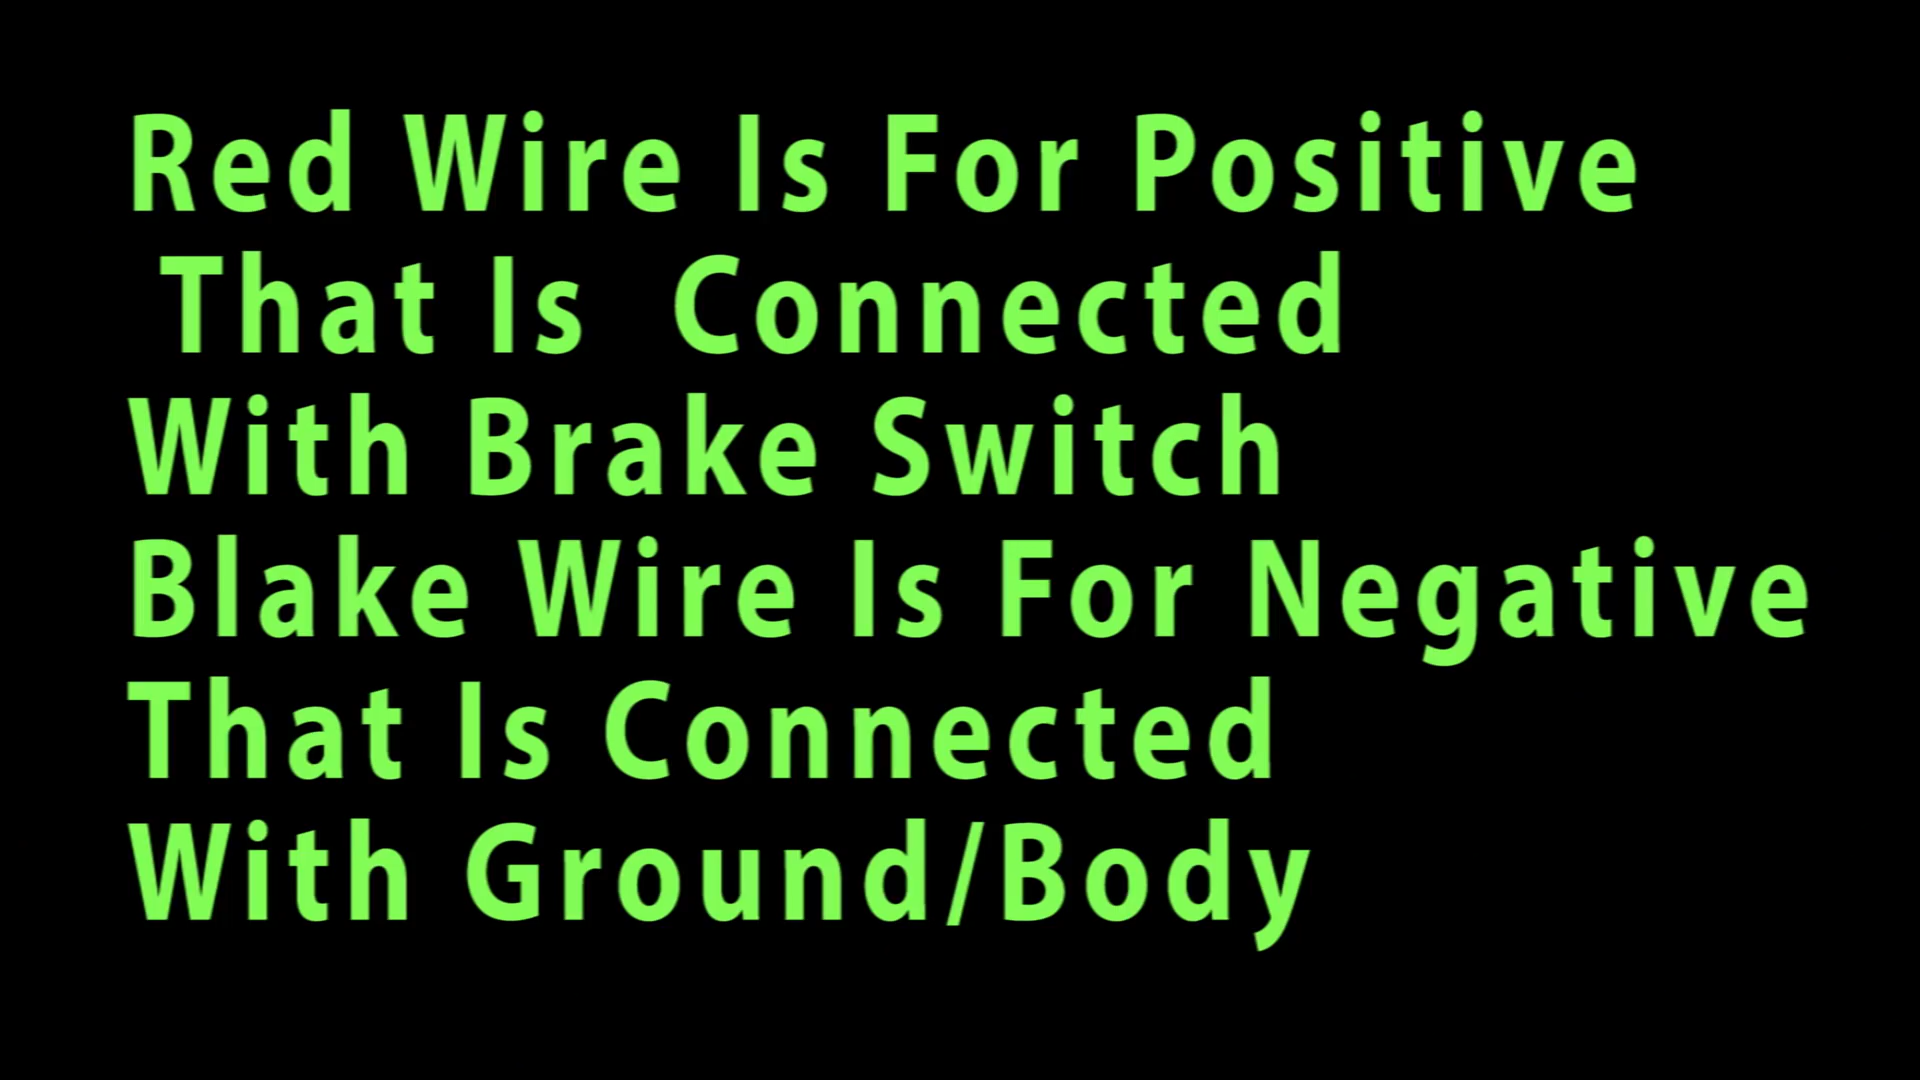 Red Wire Is For Positive
That Is Connected
With Brake Switch
Blake Wire Is For Negative
That Is Connected
With Ground/Body